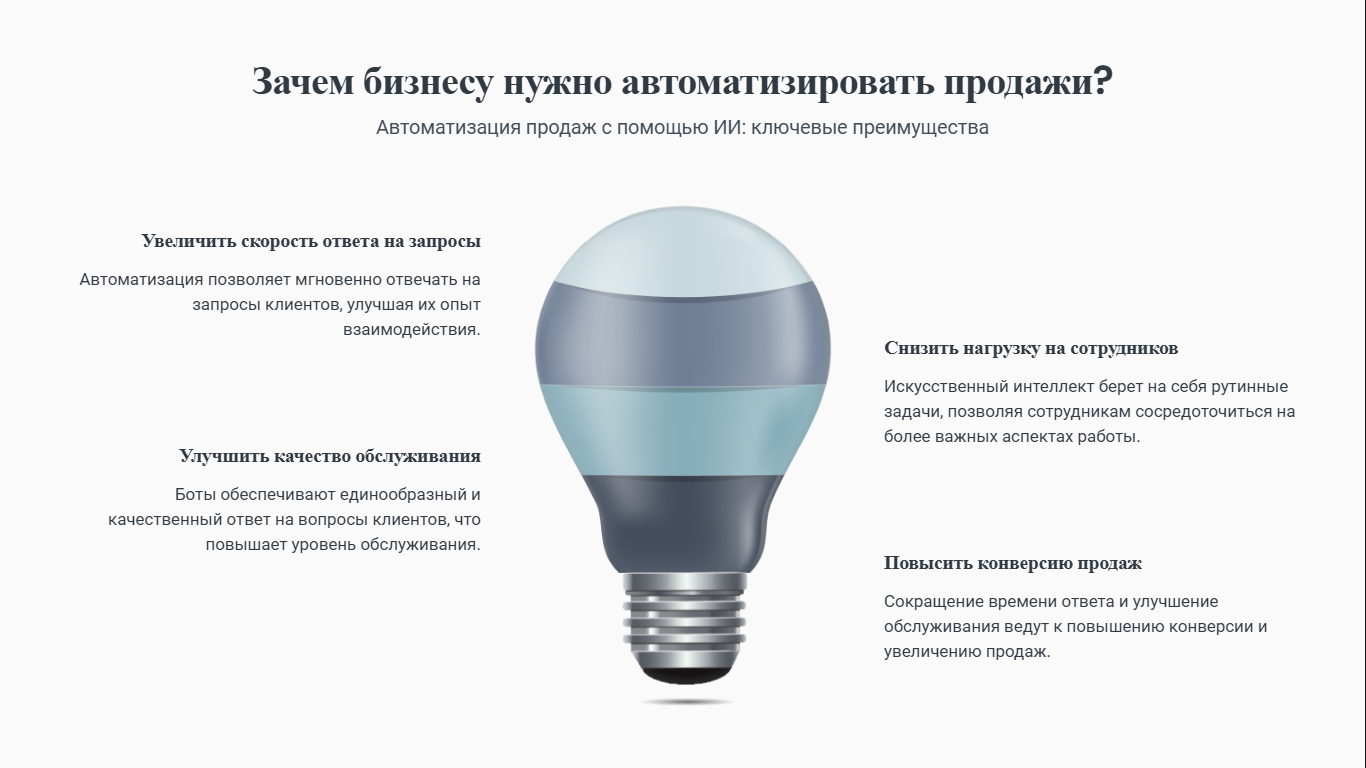 Зачем бизнесу нужно автоматизировать продажи?
Автоматизация продаж с помощью ИИ: ключевые преимущества
Увеличить скорость ответа на запросы
Автоматизация позволяет мгновенно отвечать на
запросы клиентов, улучшая их опыт
взаимодействия.
Снизить нагрузку на сотрудников
Искусственный интеллект берет на себя рутинные
задачи, позволяя сотрудникам сосредоточиться на
более важных аспектах работы.
Улучшить качество обслуживания
Боты обеспечивают единообразный и
качественный ответ на вопросы клиентов, что
повышает уровень обслуживания.
Повысить конверсию продаж
Сокращение времени ответа и улучшение
обслуживания ведут к повышению конверсии и
увеличению продаж.